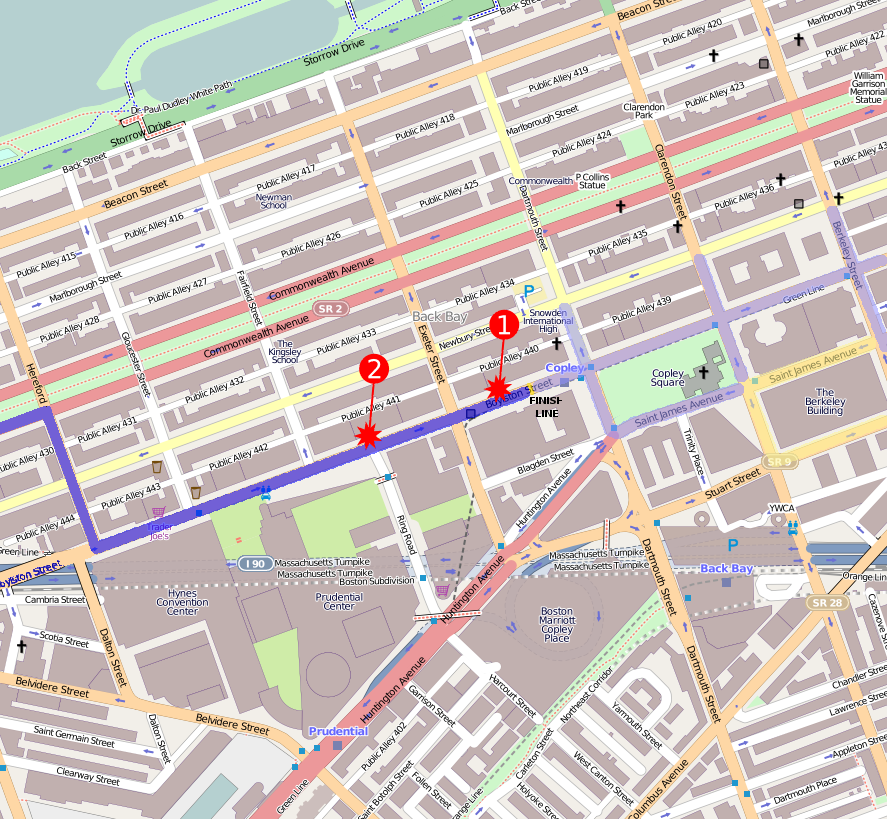 Back Street
Beacon Street
Public Alley 420
Marlborough Street
Public Alley 422
Storrow Drive
Public Alley 419
Public Alley 423
William
Garrison
Memorial
Statue
Dr. Paul Dudley White Path
Clarendon
Park
Marlborough Street
Public Alley 418
Storrow Drive
Public Alley 424
Back Street
Public Alley 417
Clarendon Street
Beacon Street
Public Alley 425
Commonwealth
P Collins
Statue
Public Alley 436
Newman
School
Dartmouth Street
Public Alley 416
Public Alley 426
Public Alley 435
Berkeley Street
Public Alley 415
Marlborough Street
Public Alley 427
Fairfield Street
Commonwealth Avenue
Public Alley 434
P
Green Line
SR 2
Public Alley 439
Public Alley 428
Commonwealth Avenue
Public Alley 433
Back Bay
Snowden
International
High
1
Newbury Street
Gloucester Street
The
Kingsley
School
Exeter Street
Public Alley 440
Saint James Avenue
2
Copley
Copley
Square
Hereford
Public Alley 432
Boylston Street
FINISH
LINE
The
Berkeley
Building
Public Alley 441
Saint James Avenue
Public Alley 431
Public Alley 430
Public Alley 442
Trinity Place
Blagden Street
SR 9
Public Alley 443
Stuart Street
Huntington Avenue
Trader
Joe's
Public Alley 444
YWCA
Ring Road
Green Line
P
Boylston Street
I 90
Massachusetts Turnpike
Massachusetts Turnpike
Boston Subdivision
Massachusetts Turnpike
Massachusetts Turnpike
Back Bay
Orange Line
Dartmouth Street
Cambria Street
Hynes
Convention
Center
Prudential
Center
Huntington Avenue
Boston
Marriott
Copley
Place
SR 28
Cazenove Street
Scotia Street
Dalton Street
Belvidere Street
Dartmouth Street
Chandler Street
Huntington Avenue
Harcourt Street
Northeast Corridor
Lawrence Street
Garrison Street
Yarmouth Street
Belvidere Street
Dalton Street
Prudential
Public Alley 402
Carleton Street
Appleton Street
Saint Germain Street
Clearway Street
Follen Street
West Canton Street
Columbus Avenue
Dartmouth Place
Saint Botolph Street
Holyoke Street
Green Line